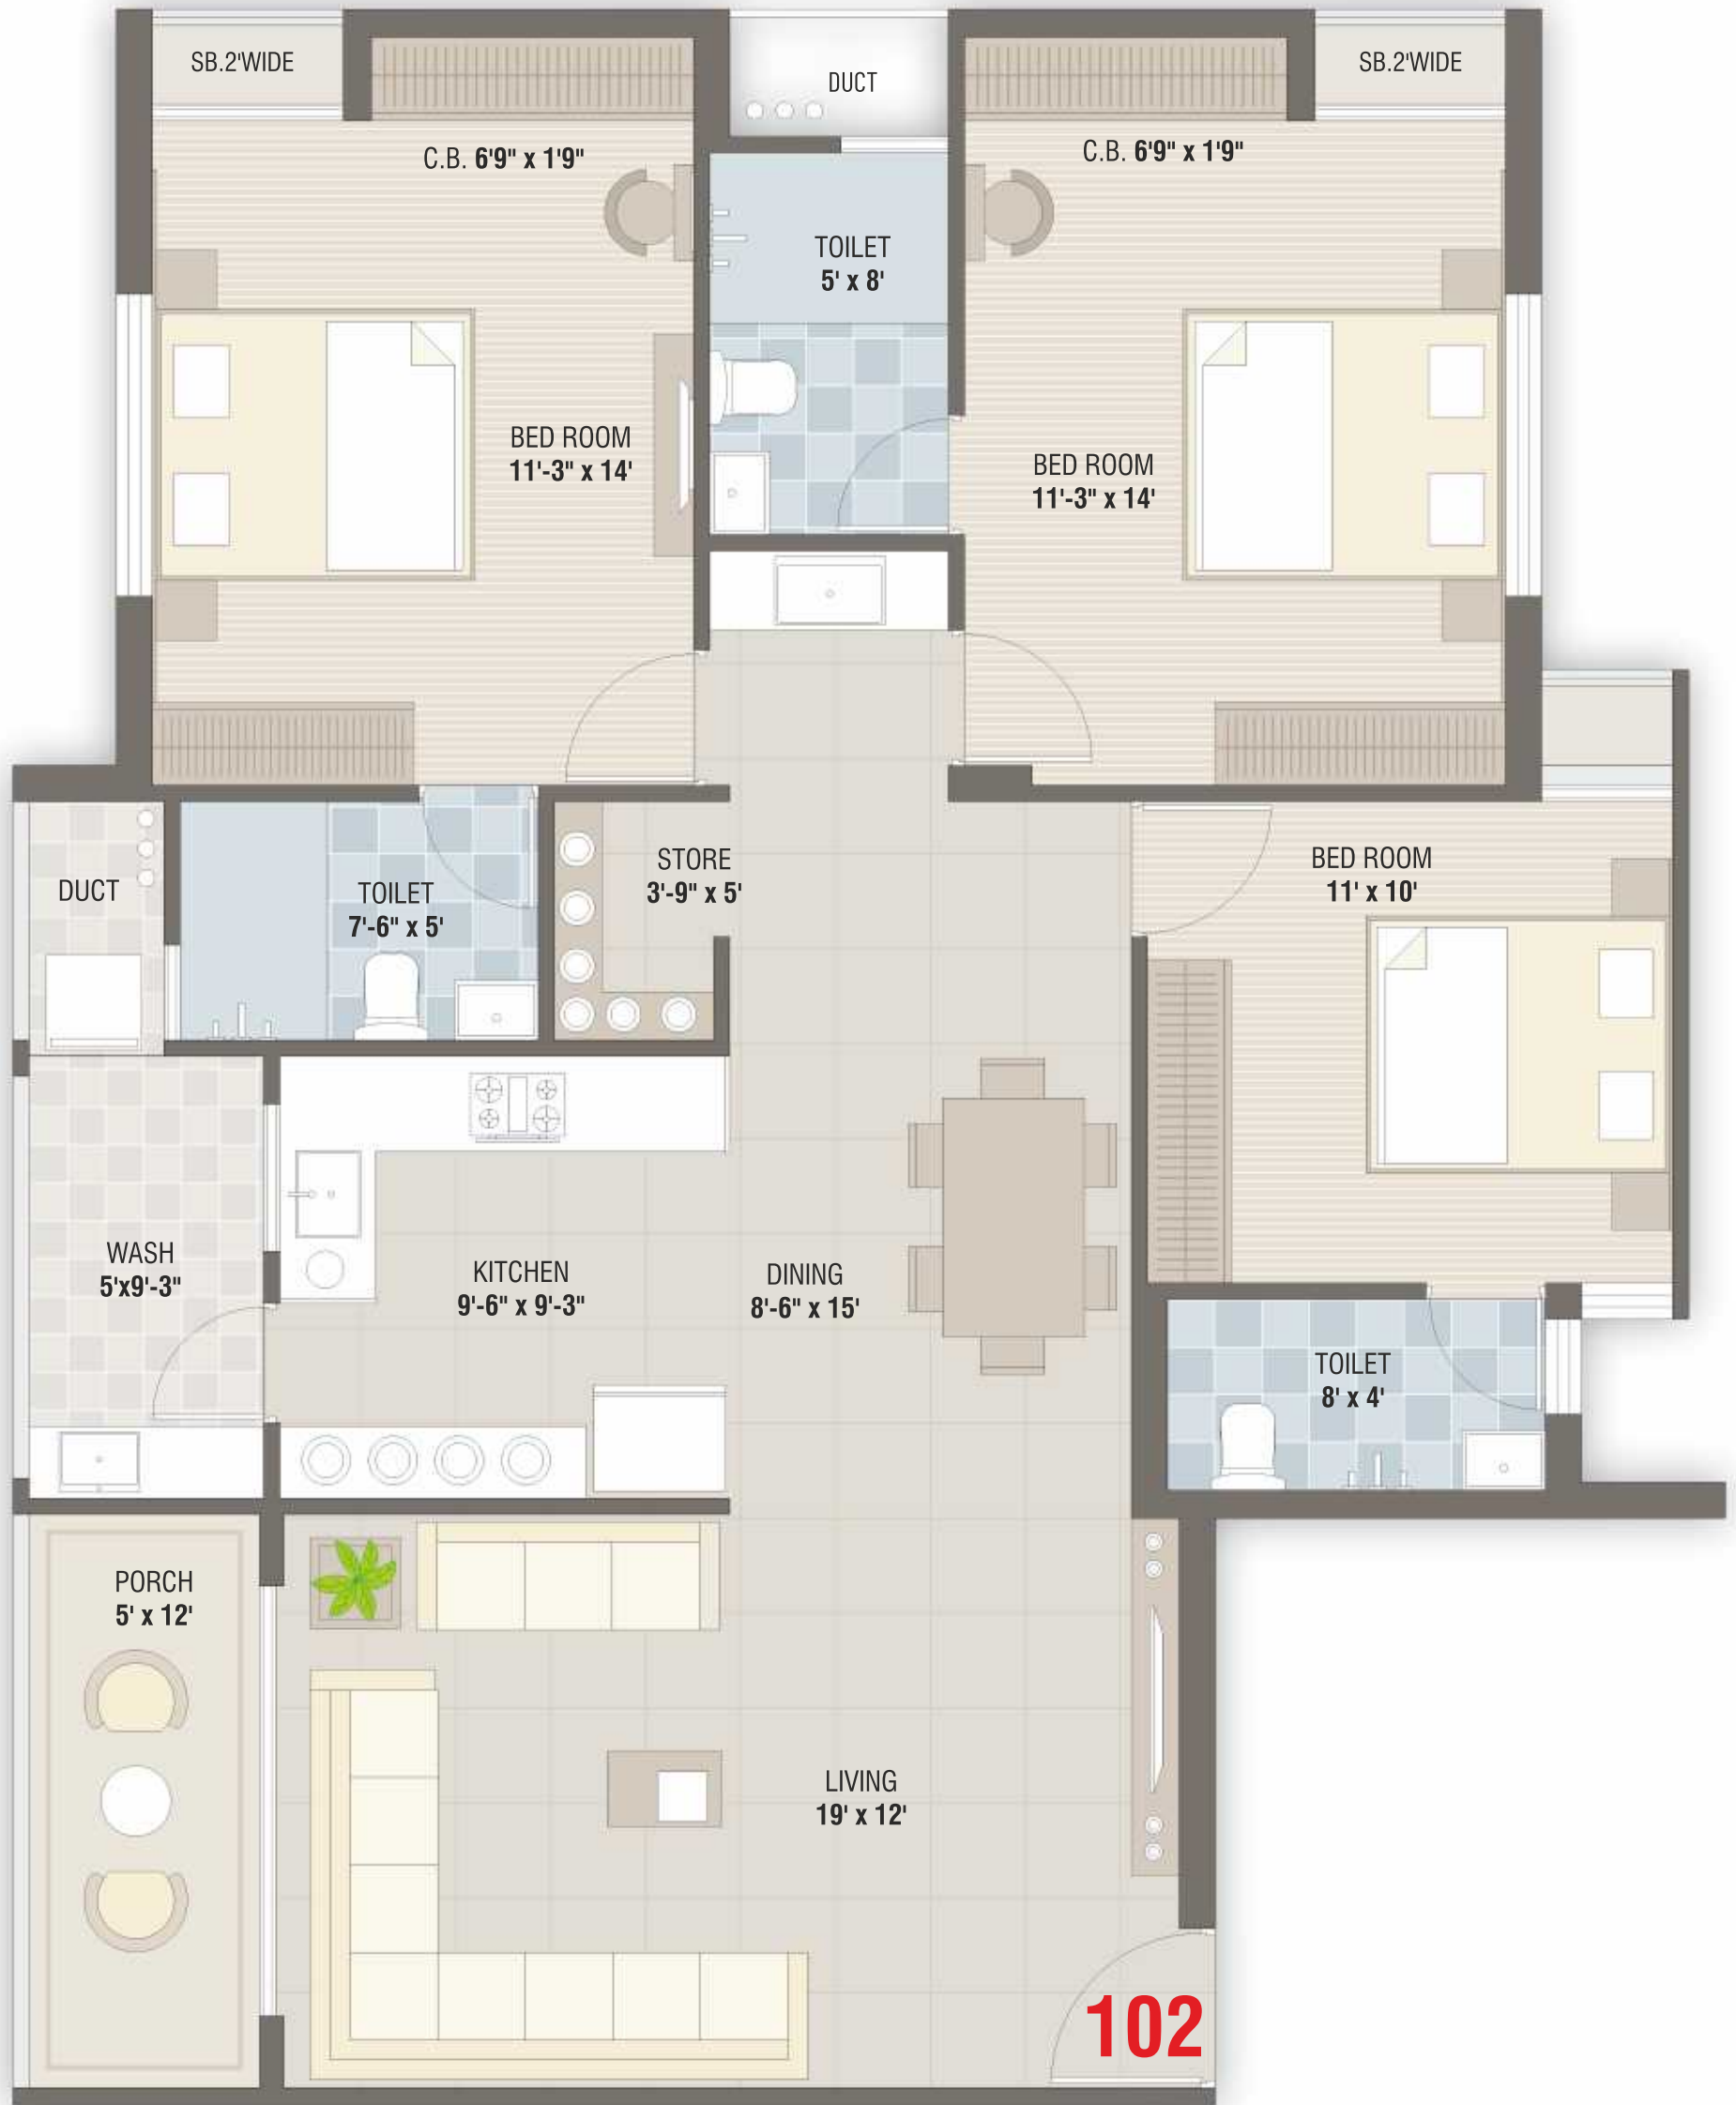 SB.2'WIDE
DUCT
SB.2'WIDE
C.B. 6'9" x 1'9"
C.B. 6'9" x 1'9"
TOILET
5' x 8'
BED ROOM
11'-3" x 14'
BED ROOM
11'-3" x 14'
DUCT
TOILET
7'-6" x 5'
STORE
3'-9" x 5'
BED ROOM
11' x 10'
WASH
5'x9'-3"
KITCHEN
9'-6" x 9'-3"
DINING
8'-6" x 15'
TOILET
8' x 4'
PORCH
5' x 12'
LIVING
19' x 12'
102